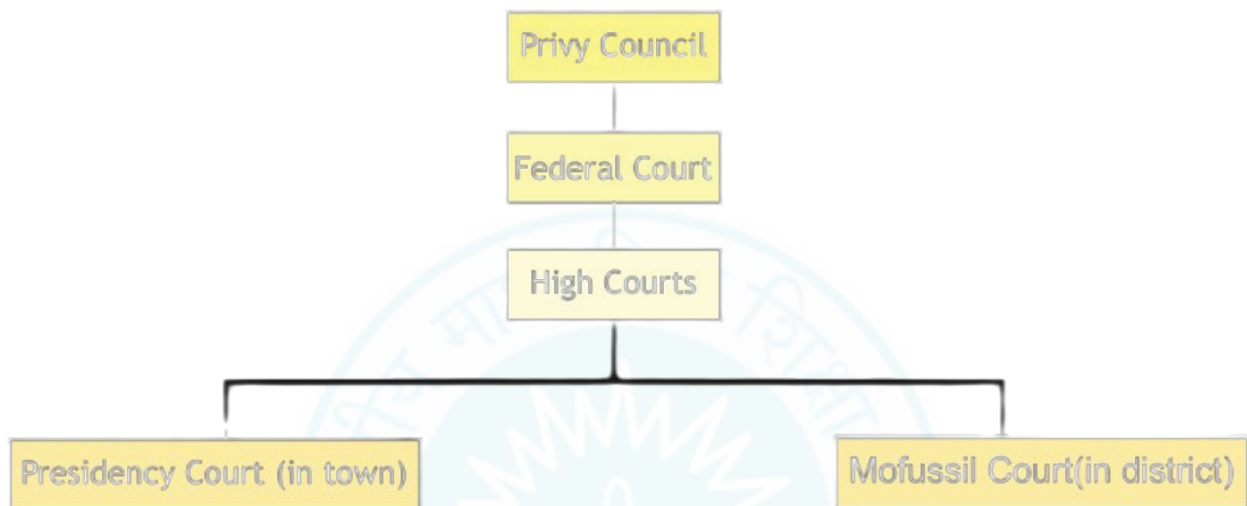 Privy Council
Federal Court
High Courts
Presidency Court (in town)
Mofussil Court(in district)